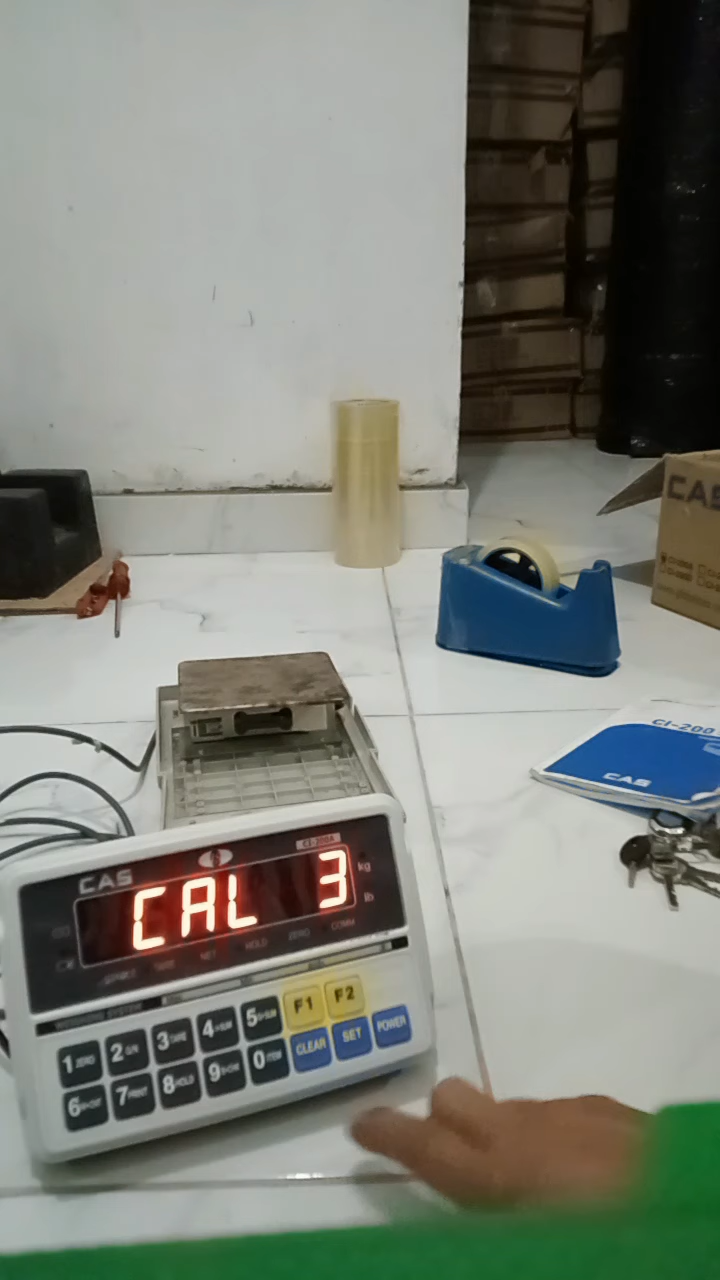 CAS
CI-200
CAS
CI-200A
CAS
CAL 3
kg
lb
NET
HOLD
ZERO
COMM
WEIGHING SYSTEM
F1 F2
1 ZERO 2 G/N 3 TARE 4 5 CLEAR SET POWER
6 7 PRINT 8 HOLD 9 0